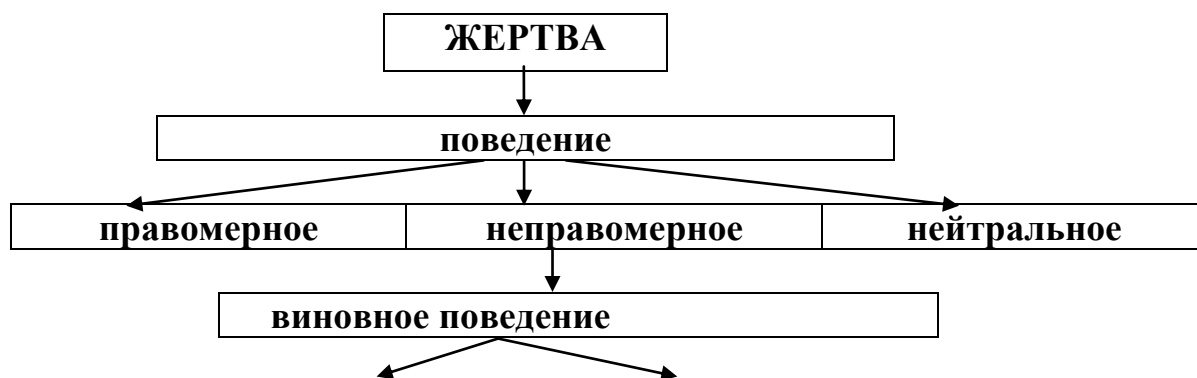 ЖЕРТВА
поведение
правомерное неправомерное нейтральное
виновное поведение